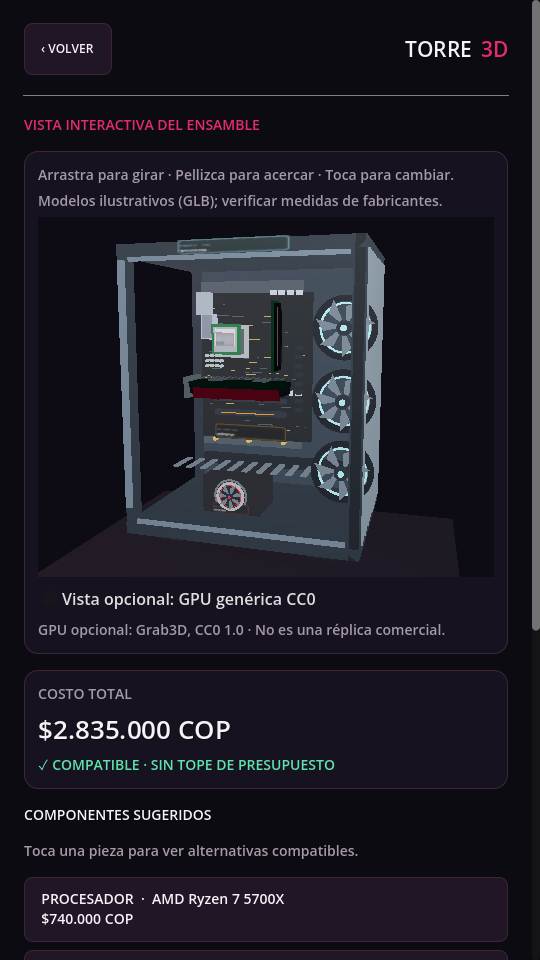 ‹ VOLVER
TORRE 3D
VISTA INTERACTIVA DEL ENSAMBLE
Arrastra para girar · Pellizca para acercar · Toca para cambiar.
Modelos ilustrativos (GLB); verificar medidas de fabricantes.
Vista opcional: GPU genérica CC0
GPU opcional: Grab3D, CC0 1.0 · No es una réplica comercial.
COSTO TOTAL
$2.835.000 COP
✓ COMPATIBLE · SIN TOPE DE PRESUPUESTO
COMPONENTES SUGERIDOS
Toca una pieza para ver alternativas compatibles.
PROCESADOR · AMD Ryzen 7 5700X
$740.000 COP